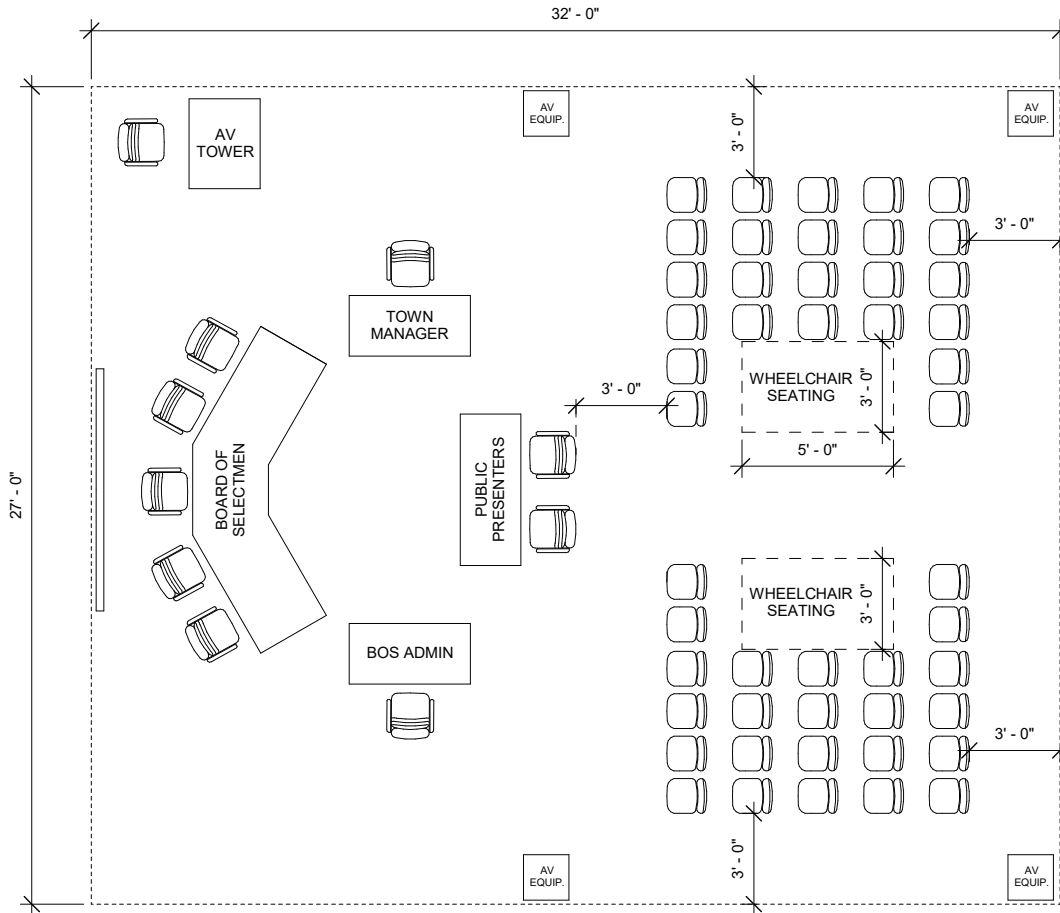 32' - 0"
AV
EQUIP.
AV
EQUIP.
AV
TOWER
3' - 0"
3' - 0"
TOWN
MANAGER
WHEELCHAIR
SEATING
3' - 0"
3' - 0"
5' - 0"
27' - 0"
BOARD OF
SELECTMEN
PUBLIC
PRESENTERS
WHEELCHAIR
SEATING
3' - 0"
BOS ADMIN
3' - 0"
3' - 0"
AV
EQUIP.
AV
EQUIP.